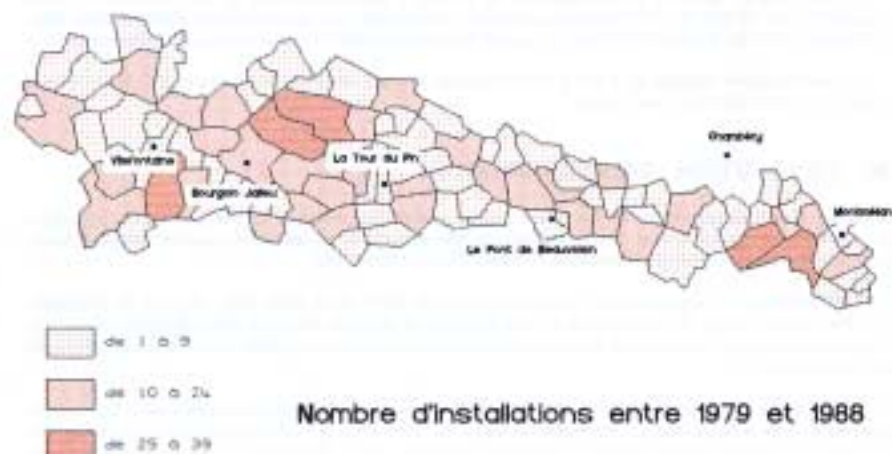 Chambéry
Villefontaine
La Tour du Pin
Bourgoin Jallieu
Montmélian
Le Pont de Beauvoisin
de 1 à 9
de 10 à 24
de 25 à 39
Nombre d'installations entre 1979 et 1988